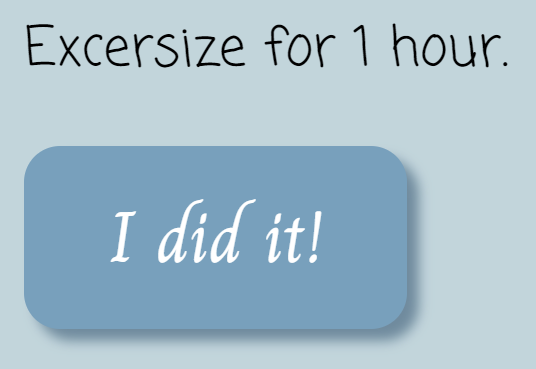 Excersize for 1 hour.
I did it!